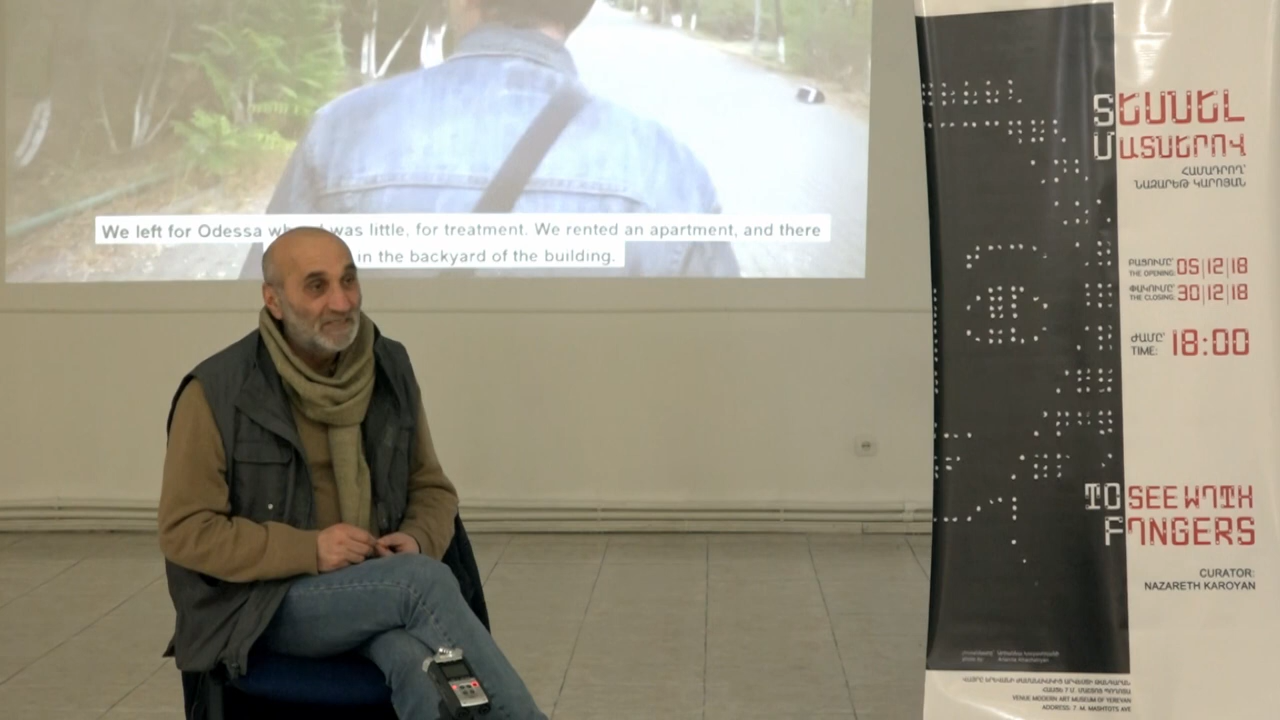 We left for Odessa wh was little, for treatment. We rented an apartment, and there
in the backyard of the building.
ՏԵՍՆԵԼ
ՄԱՏՆԵՐՈՎ
ՀԱՄԱԴՐՈՂ՝
ՆԱԶԱՐԵԹ ԿԱՐՈՅԱՆ
ԲԱՑՈՒՄԸ՝
THE OPENING: 05|12|18
ՓԱԿՈՒՄԸ՝
THE CLOSING: 30|12|18
ԺԱՄԸ՝
TIME: 18:00
TO SEE WITH
FINGERS
CURATOR:
NAZARETH KAROYAN
VENUE MODERN ART MUSEUM OF YEREVAN
ADDRESS: 7. M. MASHTOTS AVE